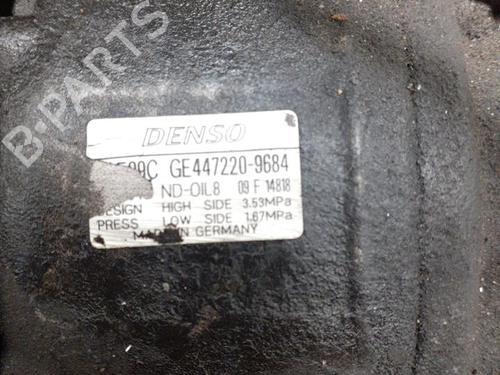 B-PARTS
DENSO
GE447220-9684
ND-OIL8 09 F 14818
DESIGN HIGH SIDE 3.53MPa
PRESS LOW SIDE 1.67MPa
MADE IN GERMANY